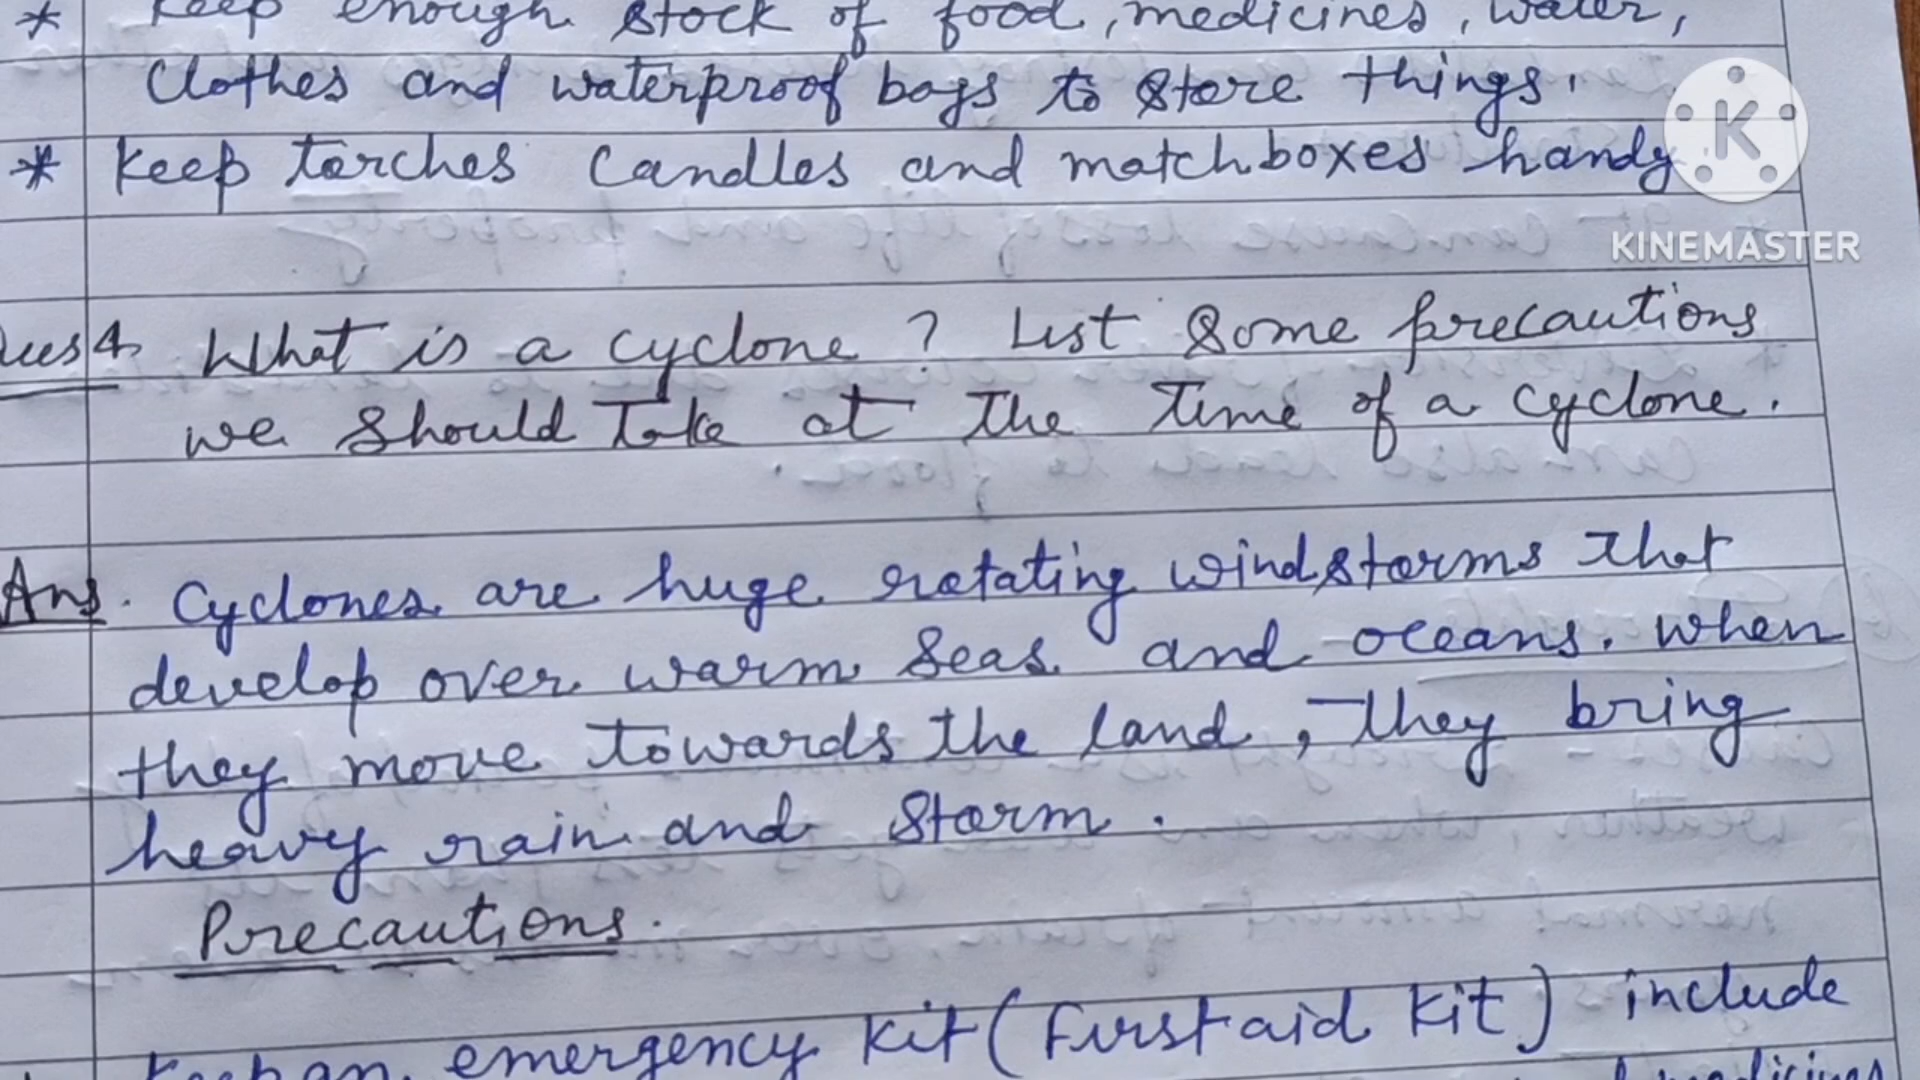 * Keep enough stock of food, medicines, water,
Clothes and waterproof bags to store things.
* Keep torches Candles and matchboxes handy.
K
KINEMASTER
Ques 4. What is a cyclone? List Some precautions
we should Take at the time of a cyclone.
Ans. Cyclones are huge rotating windstorms that
develop over warm seas and oceans. When
they move towards the land, they bring
heavy rain and storm.
Precautions.
Keep an emergency Kit (First aid Kit) include
medicines